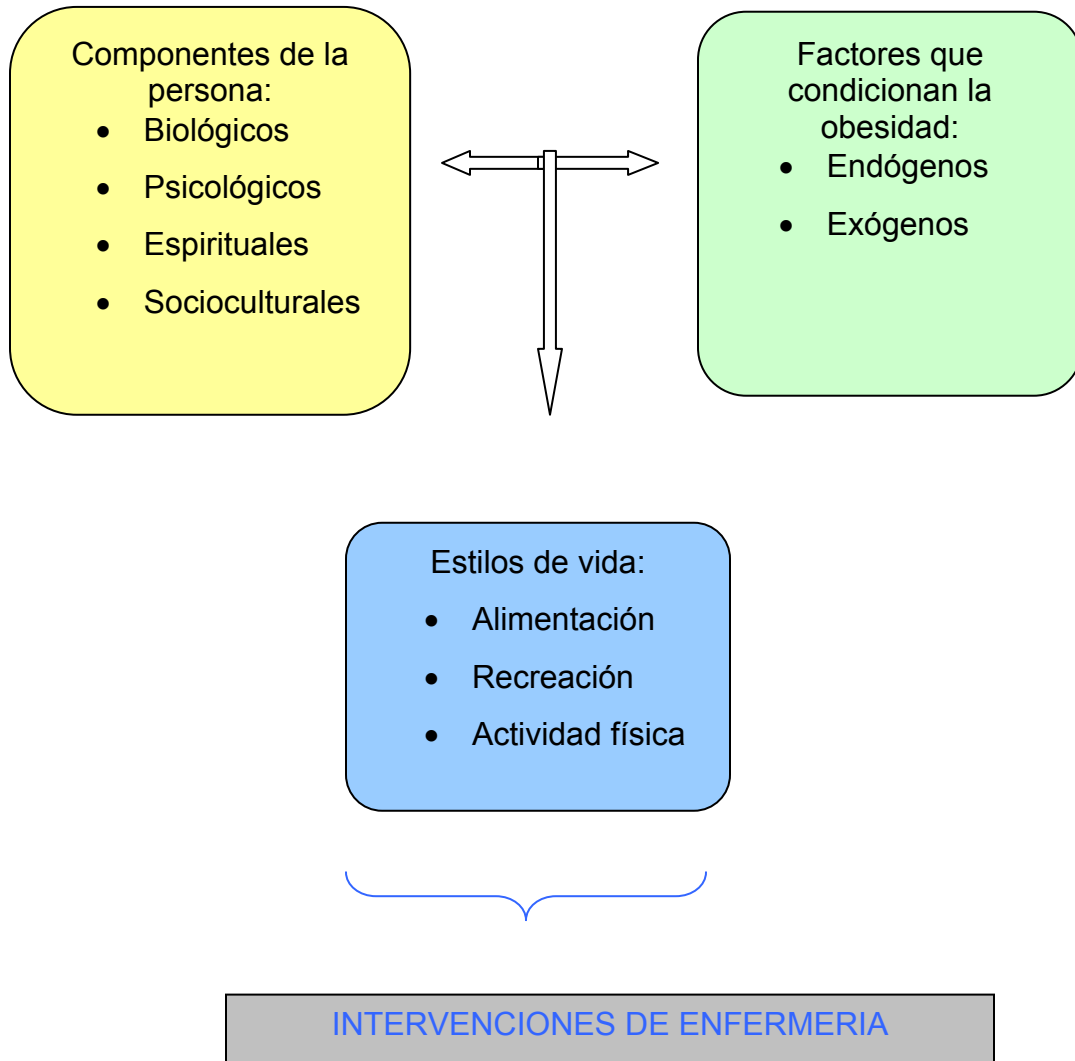 Componentes de la
persona:
• Biológicos
• Psicológicos
• Espirituales
• Socioculturales
Factores que
condicionan la
obesidad:
• Endógenos
• Exógenos
Estilos de vida:
• Alimentación
• Recreación
• Actividad física
INTERVENCIONES DE ENFERMERIA